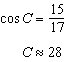 cos C = 15/17
C ≈ 28